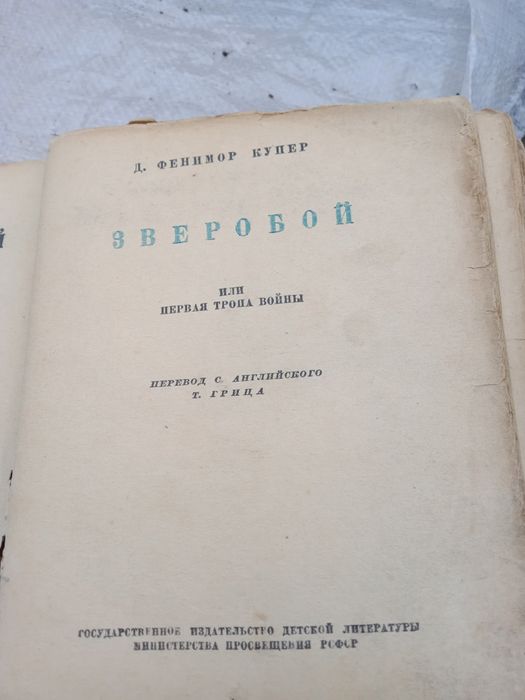 Д. ФЕНИМОР КУПЕР
ЗВЕРОБОЙ
ИЛИ
ПЕРВАЯ ТРОПА ВОЙНЫ
ПЕРЕВОД С АНГЛИЙСКОГО
Т. ГРИЦА
ГОСУДАРСТВЕННОЕ ИЗДАТЕЛЬСТВО ДЕТСКОЙ ЛИТЕРАТУРЫ
МИНИСТЕРСТВА ПРОСВЕЩЕНИЯ РСФСР